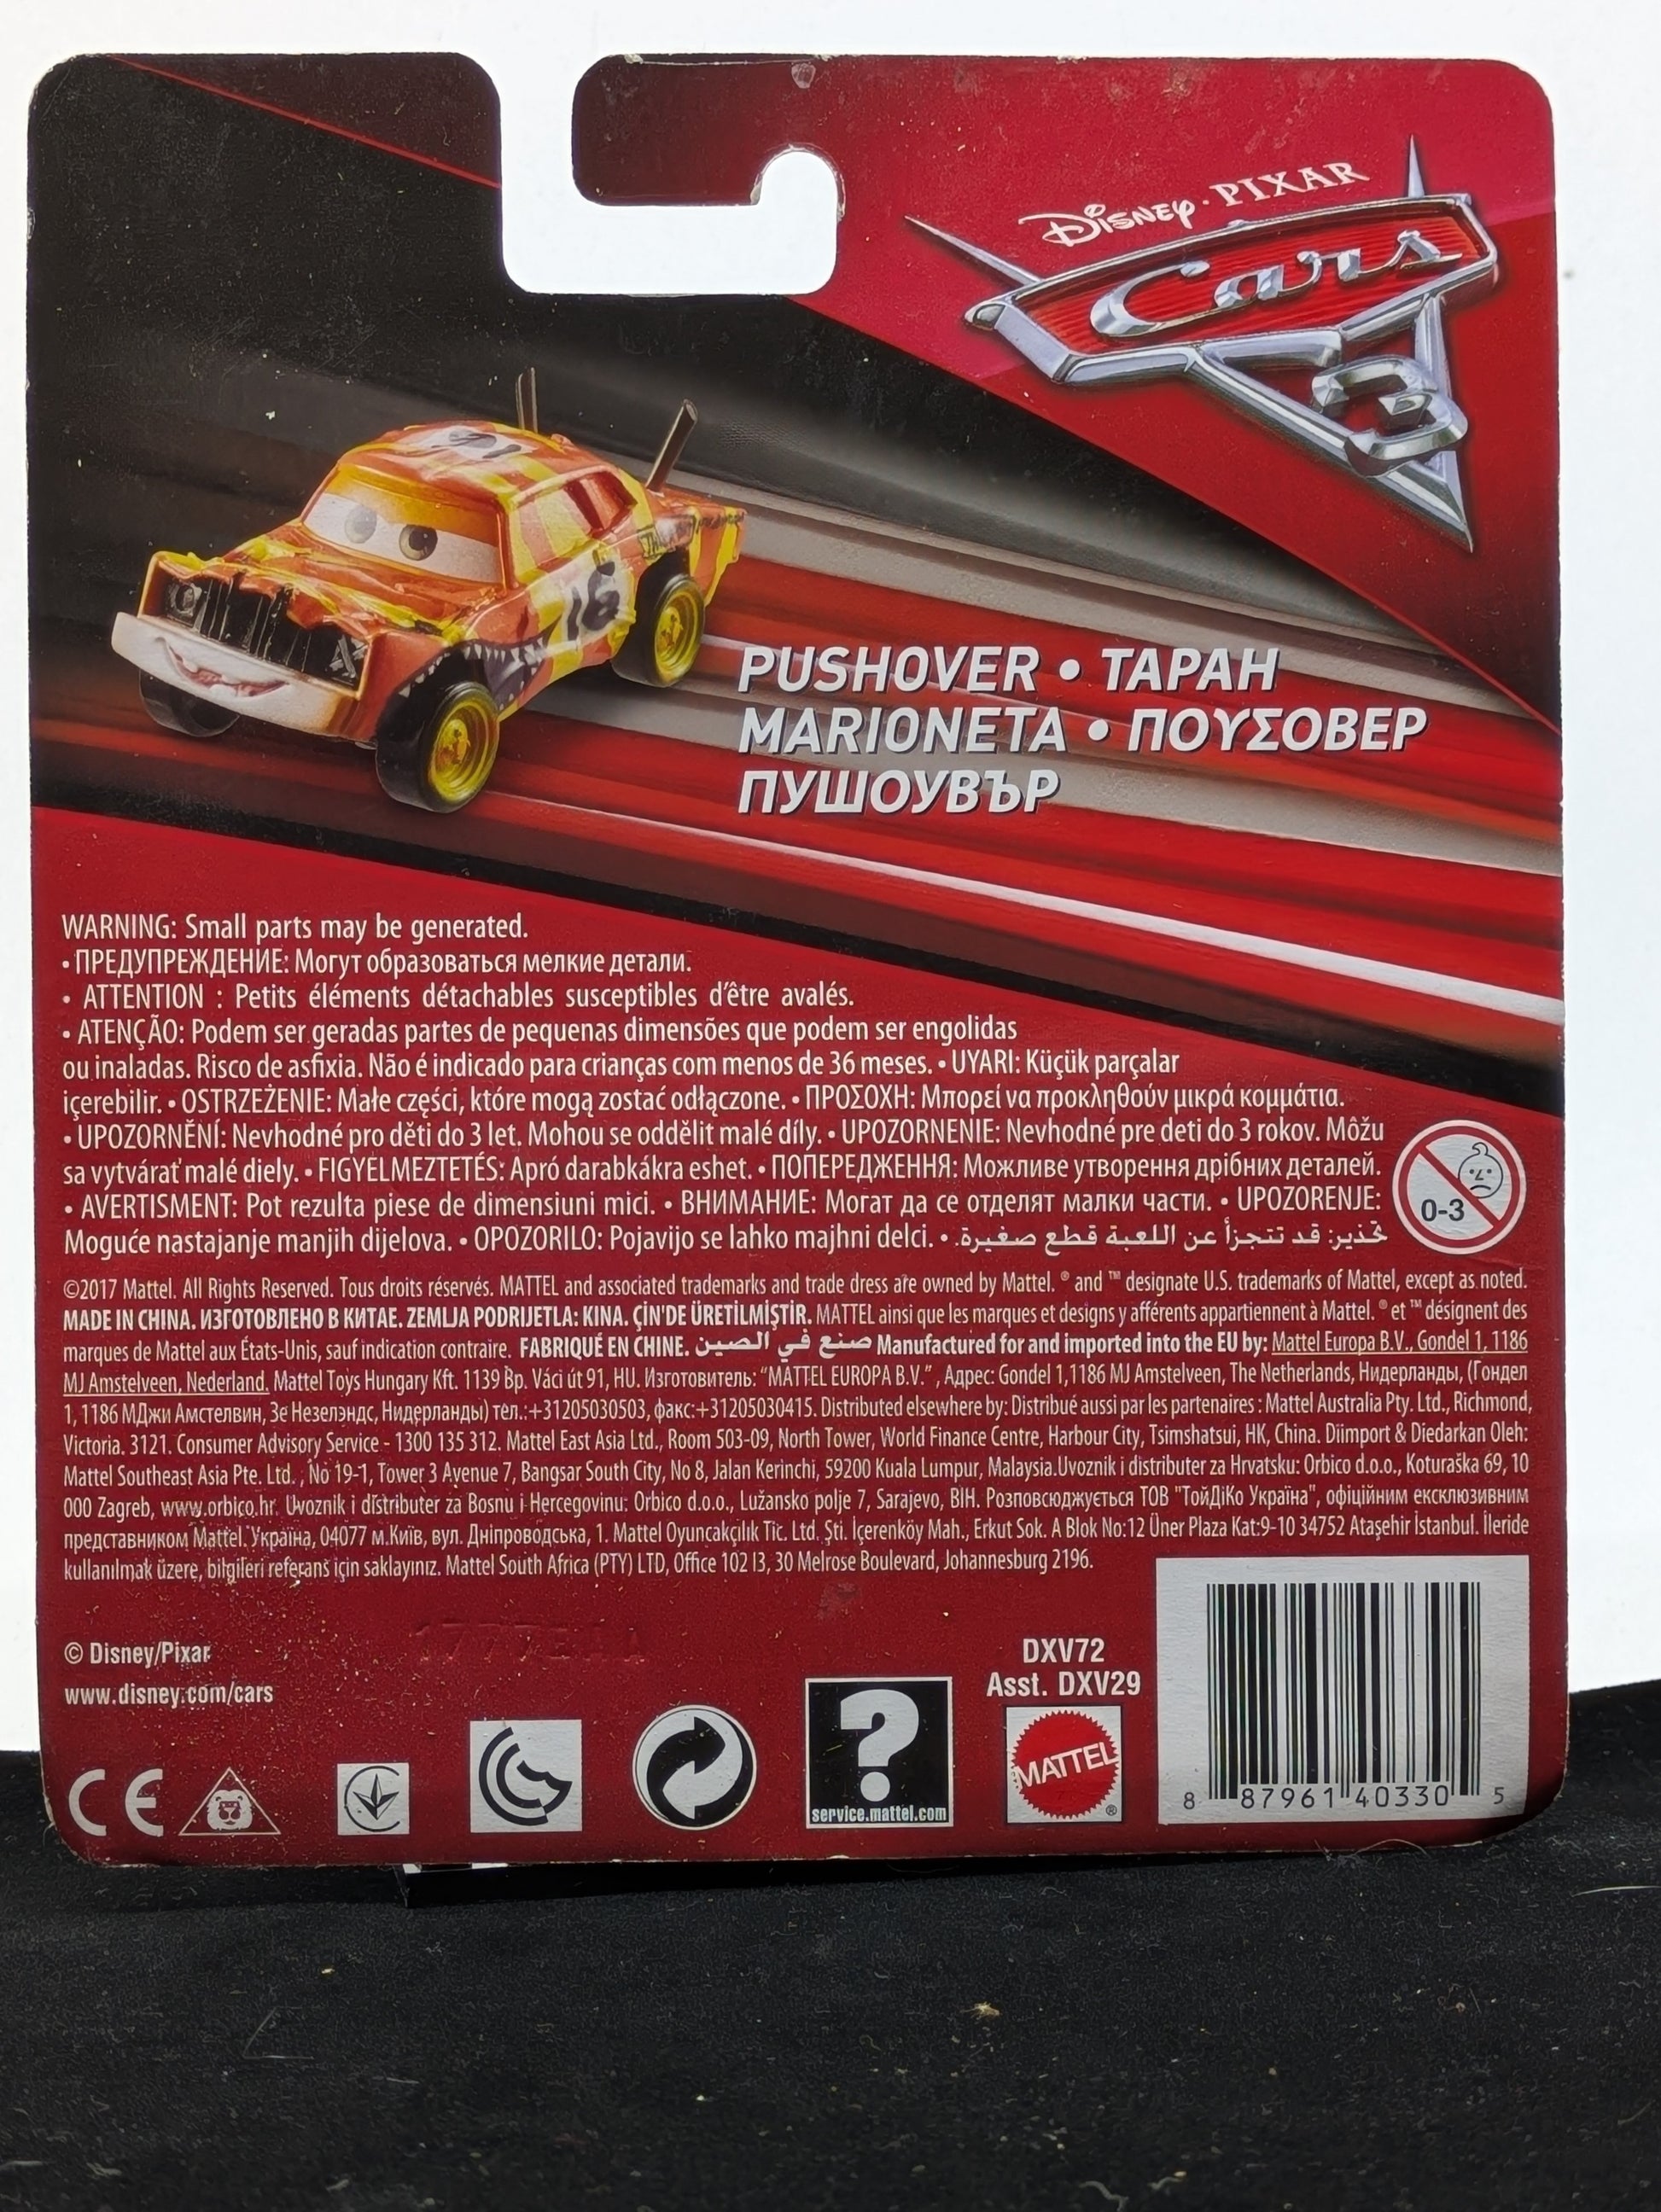 DISNEY·PIXAR
Cars
3
16
PUSHOVER • ТАРАН
MARIONETA • ΠΟΥΣΟΒΕΡ
ПУШОУВЪР
WARNING: Small parts may be generated.
• ПРЕДУПРЕЖДЕНИЕ: Могут образоваться мелкие детали.
• ATTENTION : Petits éléments détachables susceptibles d'être avalés.
• ATENÇÃO: Podem ser geradas partes de pequenas dimensões que podem ser engolidas
ou inaladas. Risco de asfixia. Não é indicado para crianças com menos de 36 meses. • UYARI: Küçük parçalar
içerebilir. • OSTRZEŻENIE: Małe części, które mogą zostać odłączone. • ΠΡΟΣΟΧΗ: Μπορεί να προκληθούν μικρά κομμάτια.
• UPOZORNĚNÍ: Nevhodné pro děti do 3 let. Mohou se oddělit malé díly. • UPOZORNENIE: Nevhodné pre deti do 3 rokov. Môžu
sa vytvárať malé diely. • FIGYELMEZTETÉS: Apró darabkákra eshet. • ПОПЕРЕДЖЕННЯ: Можливе утворення дрібних деталей.
• AVERTISMENT: Pot rezulta piese de dimensiuni mici. • ВНИМАНИЕ: Могат да се отделят малки части. • UPOZORENJE:
Moguće nastajanje manjih dijelova. • OPOZORILO: Pojavijo se lahko majhni delci. • تحذير: قد تتجزأ عن اللعبة قطع صغيرة.
0-3
©2017 Mattel. All Rights Reserved. Tous droits réservés. MATTEL and associated trademarks and trade dress are owned by Mattel. ® and ™ designate U.S. trademarks of Mattel, except as noted.
MADE IN CHINA. ИЗГОТОВЛЕНО В КИТАЕ. ZEMLJA PODRIJETLA: KINA. ÇİN'DE ÜRETİLMİŞTİR. MATTEL ainsi que les marques et designs y afférents appartiennent à Mattel. ® et ™ désignent des
marques de Mattel aux États-Unis, sauf indication contraire. FABRIQUÉ EN CHINE. صنع في الصين Manufactured for and imported into the EU by: Mattel Europa B.V., Gondel 1, 1186
MJ Amstelveen, Nederland. Mattel Toys Hungary Kft. 1139 Bp. Váci út 91, HU. Изготовитель: "MATTEL EUROPA B.V." , Адрес: Gondel 1,1186 MJ Amstelveen, The Netherlands, Нидерланды, (Гондел
1, 1186 МДжи Амстелвин, Зе Незелэндс, Нидерланды) тел.:+31205030503, факс:+31205030415. Distributed elsewhere by: Distribué aussi par les partenaires : Mattel Australia Pty. Ltd., Richmond,
Victoria. 3121. Consumer Advisory Service - 1300 135 312. Mattel East Asia Ltd., Room 503-09, North Tower, World Finance Centre, Harbour City, Tsimshatsui, HK, China. Diimport & Diedarkan Oleh:
Mattel Southeast Asia Pte. Ltd. , No 19-1, Tower 3 Avenue 7, Bangsar South City, No 8, Jalan Kerinchi, 59200 Kuala Lumpur, Malaysia.Uvoznik i distributer za Hrvatsku: Orbico d.o.o., Koturaška 69, 10
000 Zagreb, www.orbico.hr. Uvoznik i distributer za Bosnu i Hercegovinu: Orbico d.o.o., Lužansko polje 7, Sarajevo, BIH. Розповсюджується ТОВ "ТойДіКо Україна", офіційним ексклюзивним
представником Mattel. Україна, 04077 м.Київ, вул. Дніпроводська, 1. Mattel Oyuncakçılık Tic. Ltd. Şti. İçerenköy Mah., Erkut Sok. A Blok No:12 Üner Plaza Kat:9-10 34752 Ataşehir İstanbul. İleride
kullanılmak üzere, bilgileri referans için saklayınız. Mattel South Africa (PTY) LTD, Office 102 I3, 30 Melrose Boulevard, Johannesburg 2196.
© Disney/Pixar
www.disney.com/cars
DXV72
Asst. DXV29
CE
?
service.mattel.com
MATTEL
®
8 87961 40330 5